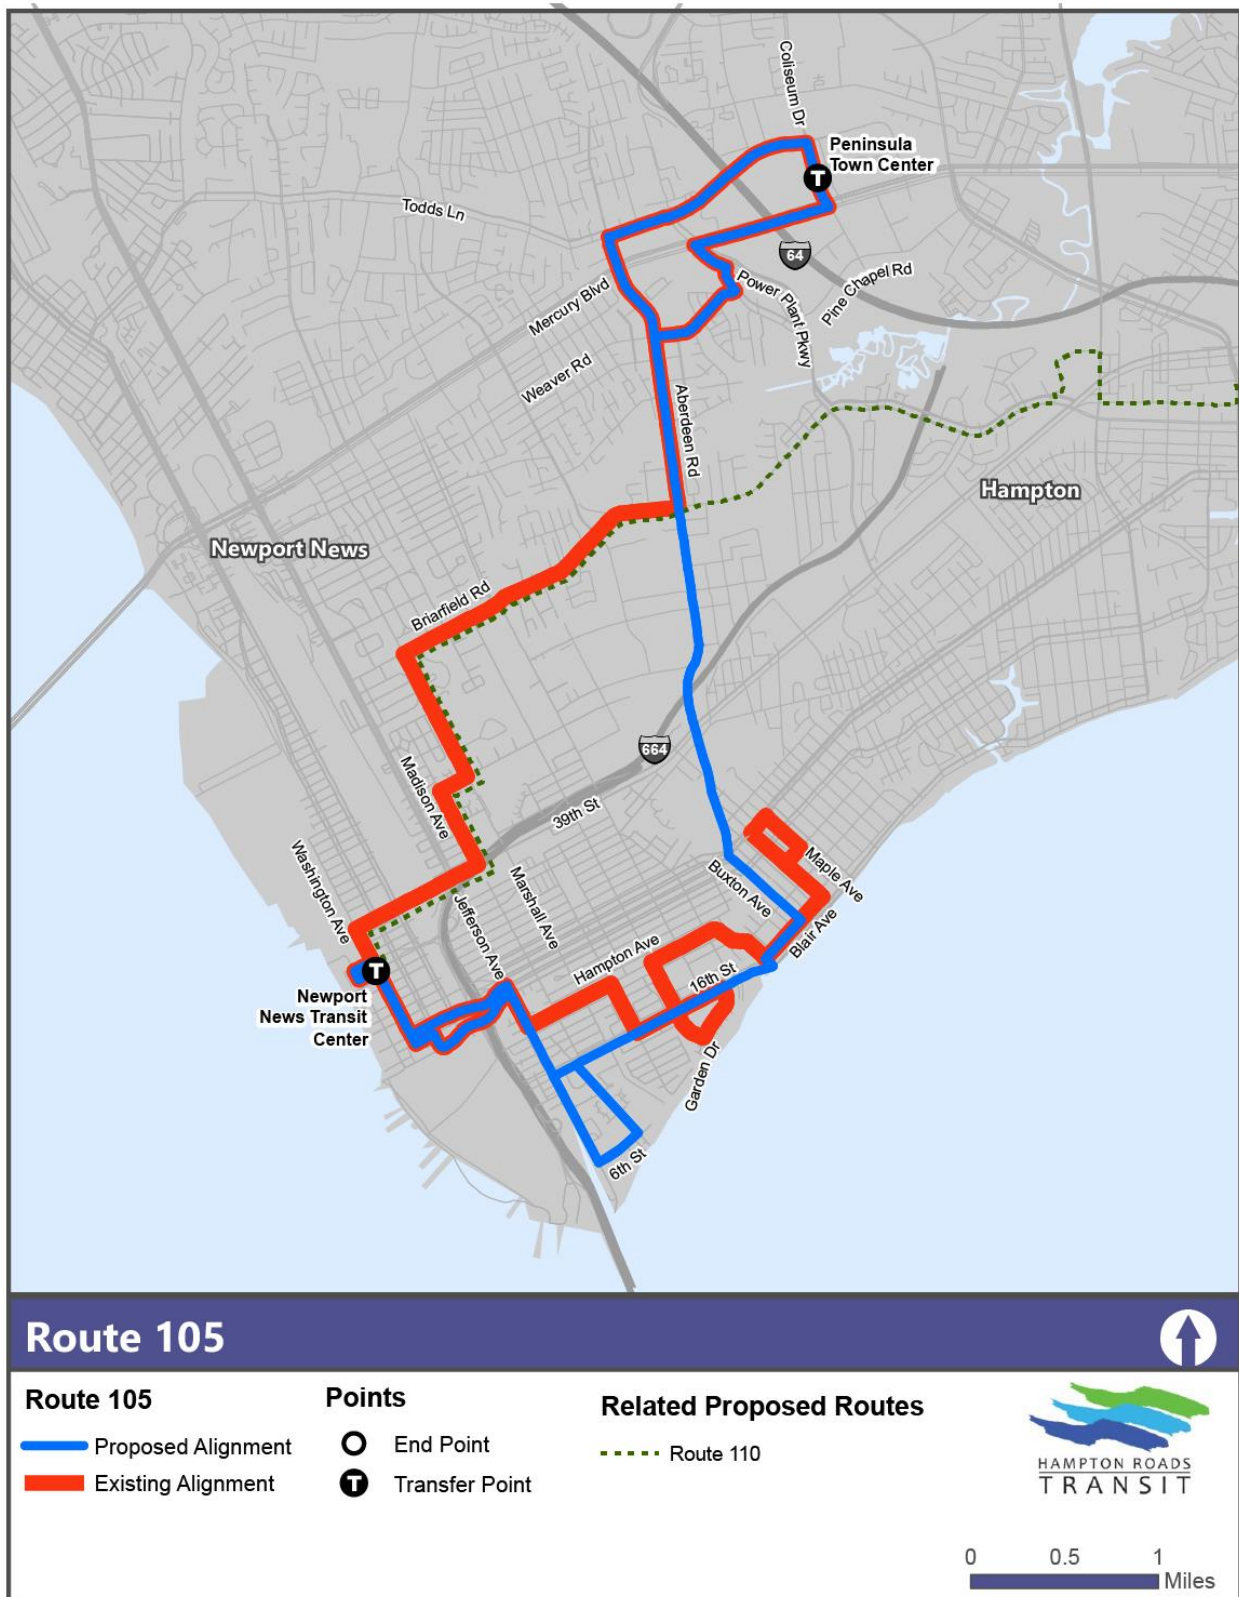 Coliseum Dr
Peninsula
Town Center
T
Todds Ln
64
Mercury Blvd
Power Plant Pkwy
Pine Chapel Rd
Weaver Rd
Aberdeen Rd
Hampton
Newport News
Briarfield Rd
664
Madison Ave
39th St
Washington Ave
Marshall Ave
Maple Ave
Buxton Ave
Jefferson Ave
Blair Ave
Hampton Ave
16th St
T
Newport
News Transit
Center
Garden Dr
6th St
Route 105
Route 105
Proposed Alignment
Existing Alignment
Points
End Point
T Transfer Point
Related Proposed Routes
Route 110
HAMPTON ROADS
TRANSIT
0 0.5 1
Miles